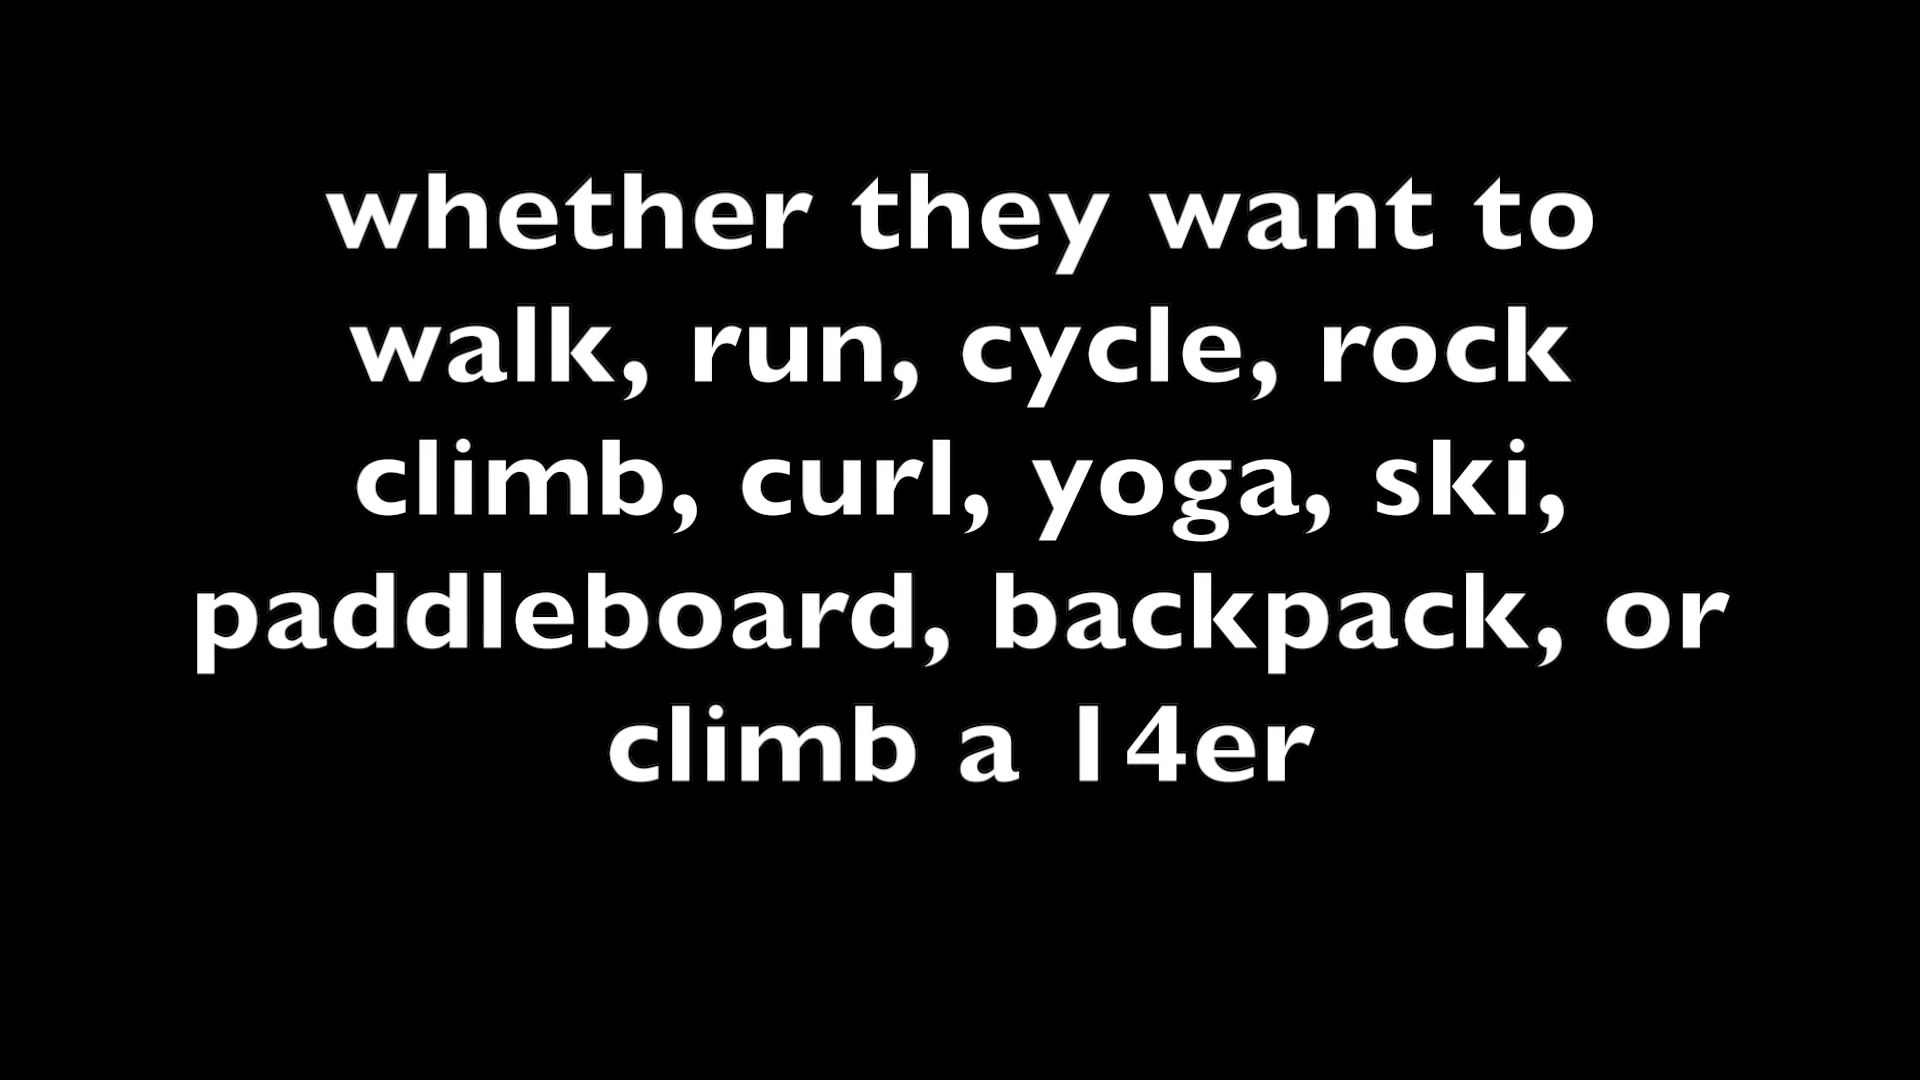 whether they want to
walk, run, cycle, rock
climb, curl, yoga, ski,
paddleboard, backpack, or
climb a 14er